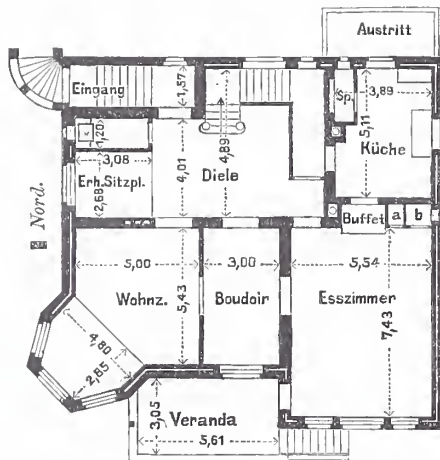 Austritt
Eingang
1,57
Sp.
3,89
1,20
4,89
5,11
Küche
3,08
4,01
Diele
Erh. Sitzpl.
2,68
Nord.
Buffet
a
b
5,00
3,00
5,54
Wohnz.
5,43
Boudoir
Esszimmer
7,43
4,80
2,85
3,05
Veranda
5,61